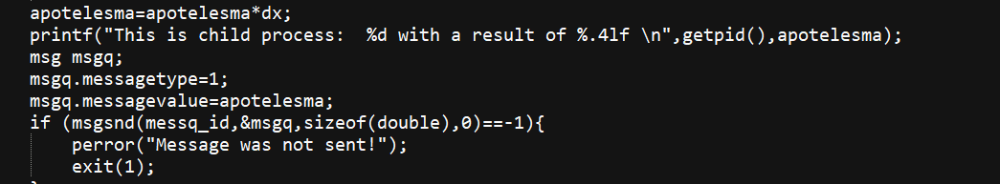 apotelesma=apotelesma*dx;
printf("This is child process:  %d with a result of %.4lf \n",getpid(),apotelesma);
msg msgq;
msgq.messagetype=1;
msgq.messagevalue=apotelesma;
if (msgsnd(messq_id,&msgq,sizeof(double),0)==-1){
    perror("Message was not sent!");
    exit(1);